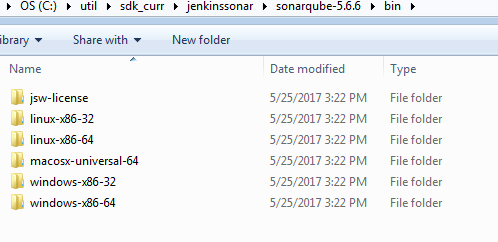 OS (C:) ▸ util ▸ sdk_curr ▸ jenkinssonar ▸ sonarqube-5.6.6 ▸ bin ▸
ibrary ▾ Share with ▾ New folder
Name Date modified Type
jsw-license 5/25/2017 3:22 PM File folder
linux-x86-32 5/25/2017 3:22 PM File folder
linux-x86-64 5/25/2017 3:22 PM File folder
macosx-universal-64 5/25/2017 3:22 PM File folder
windows-x86-32 5/25/2017 3:22 PM File folder
windows-x86-64 5/25/2017 3:22 PM File folder